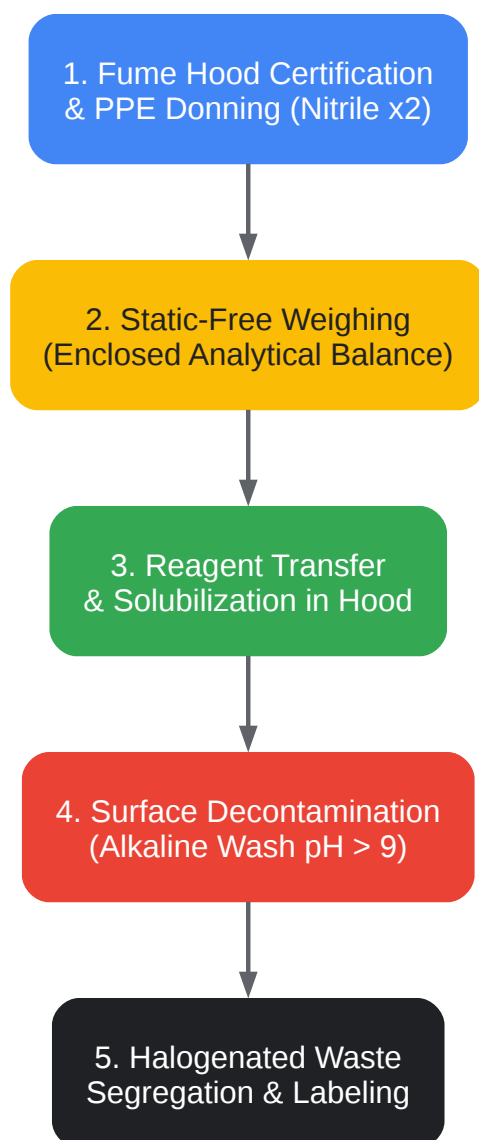 1. Fume Hood Certification
& PPE Donning (Nitrile x2)
2. Static-Free Weighing
(Enclosed Analytical Balance)
3. Reagent Transfer
& Solubilization in Hood
4. Surface Decontamination
(Alkaline Wash pH > 9)
5. Halogenated Waste
Segregation & Labeling